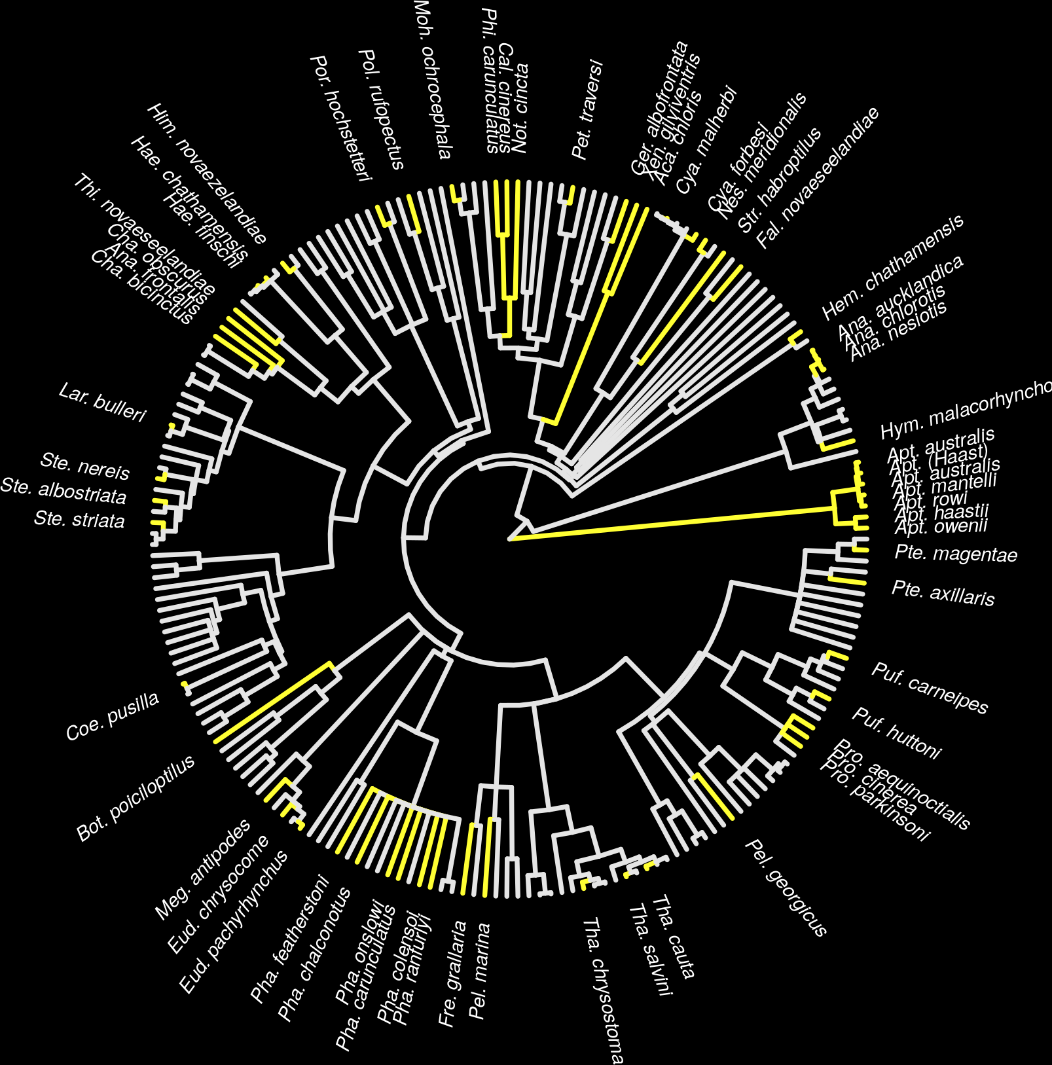 Moh. ochrocephala
Phi. carunculatus
Cal. cinereus
Not. cincta
Pet. traversi
Ger. albofrontata
Xen. gilviventris
Aca. chloris
Cya. malherbi
Cya. forbesi
Nes. meridionalis
Str. habroptilus
Fal. novaeseelandiae
Hem. chathamensis
Ana. aucklandica
Ana. chlorotis
Ana. nesiotis
Hym. malacorhyncho
Apt. australis
Apt. (Haast)
Apt. australis
Apt. mantelli
Apt. rowi
Apt. haastii
Apt. owenii
Pte. magentae
Pte. axillaris
Puf. carneipes
Puf. huttoni
Pro. aequinoctialis
Pro. cinerea
Pro. parkinsoni
Pel. georgicus
Tha. cauta
Tha. salvini
Tha. chrysostoma
Pel. marina
Fre. grallaria
Pha. ranfurlyi
Pha. colensoi
Pha. carunculatus
Pha. onslowi
Pha. chalconotus
Pha. featherstoni
Eud. pachyrhynchus
Eud. chrysocome
Meg. antipodes
Bot. poiciloptilus
Coe. pusilla
Ste. striata
Ste. albostriata
Ste. nereis
Lar. bulleri
Cha. bicinctus
Ana. frontalis
Cha. obscurus
Thi. novaeseelandiae
Hae. finschi
Hae. chathamensis
Him. novaezelandiae
Por. hochstetteri
Pol. rufopectus